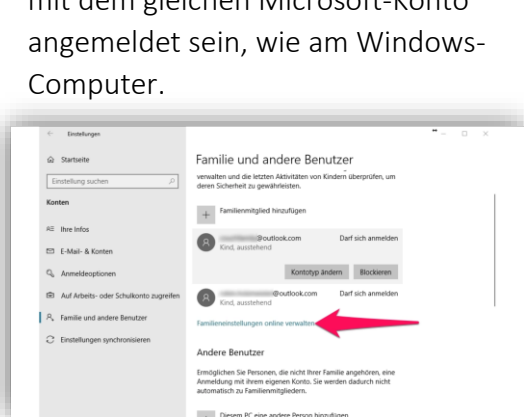 mit dem gleichen Microsoft-Konto
angemeldet sein, wie am Windows-
Computer.
Einstellungen
Startseite
Einstellung suchen
Konten
Ihre Infos
E-Mail- & Konten
Anmeldeoptionen
Auf Arbeits- oder Schulkonto zugreifen
Familie und andere Benutzer
Einstellungen synchronisieren
Familie und andere Benutzer
verwalten und die letzten Aktivitäten von Kindern überprüfen, um
deren Sicherheit zu gewährleisten.
Familienmitglied hinzufügen
@outlook.com Darf sich anmelden
Kind, ausstehend
Kontotyp ändern Blockieren
@outlook.com Darf sich anmelden
Kind, ausstehend
Familieneinstellungen online verwalten
Andere Benutzer
Ermöglichen Sie Personen, die nicht Ihrer Familie angehören, eine
Anmeldung mit ihrem eigenen Konto. Sie werden dadurch nicht
automatisch zu Familienmitgliedern.
Diesem PC eine andere Person hinzufügen